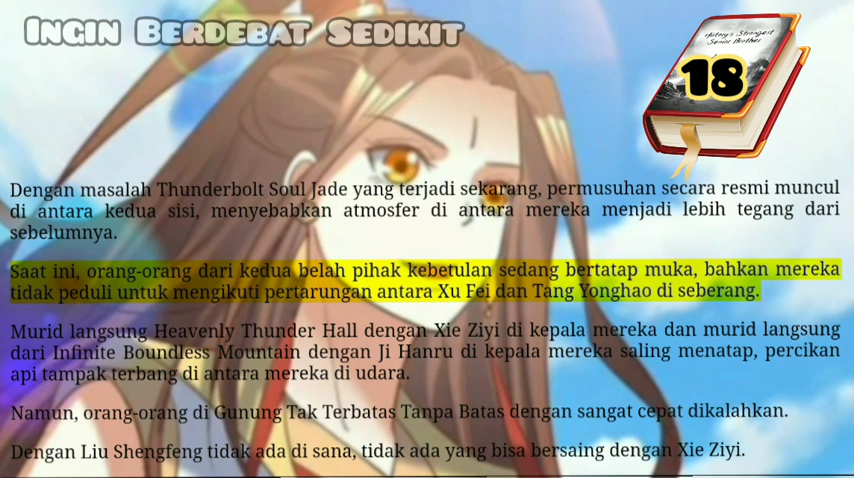 Ingin Berdebat Sedikit
History's Strongest
Senior Brother
18
Dengan masalah Thunderbolt Soul Jade yang terjadi sekarang, permusuhan secara resmi muncul
di antara kedua sisi, menyebabkan atmosfer di antara mereka menjadi lebih tegang dari
sebelumnya.
Saat ini, orang-orang dari kedua belah pihak kebetulan sedang bertatap muka, bahkan mereka
tidak peduli untuk mengikuti pertarungan antara Xu Fei dan Tang Yonghao di seberang.
Murid langsung Heavenly Thunder Hall dengan Xie Ziyi di kepala mereka dan murid langsung
dari Infinite Boundless Mountain dengan Ji Hanru di kepala mereka saling menatap, percikan
api tampak terbang di antara mereka di udara.
Namun, orang-orang di Gunung Tak Terbatas Tanpa Batas dengan sangat cepat dikalahkan.
Dengan Liu Shengfeng tidak ada di sana, tidak ada yang bisa bersaing dengan Xie Ziyi.